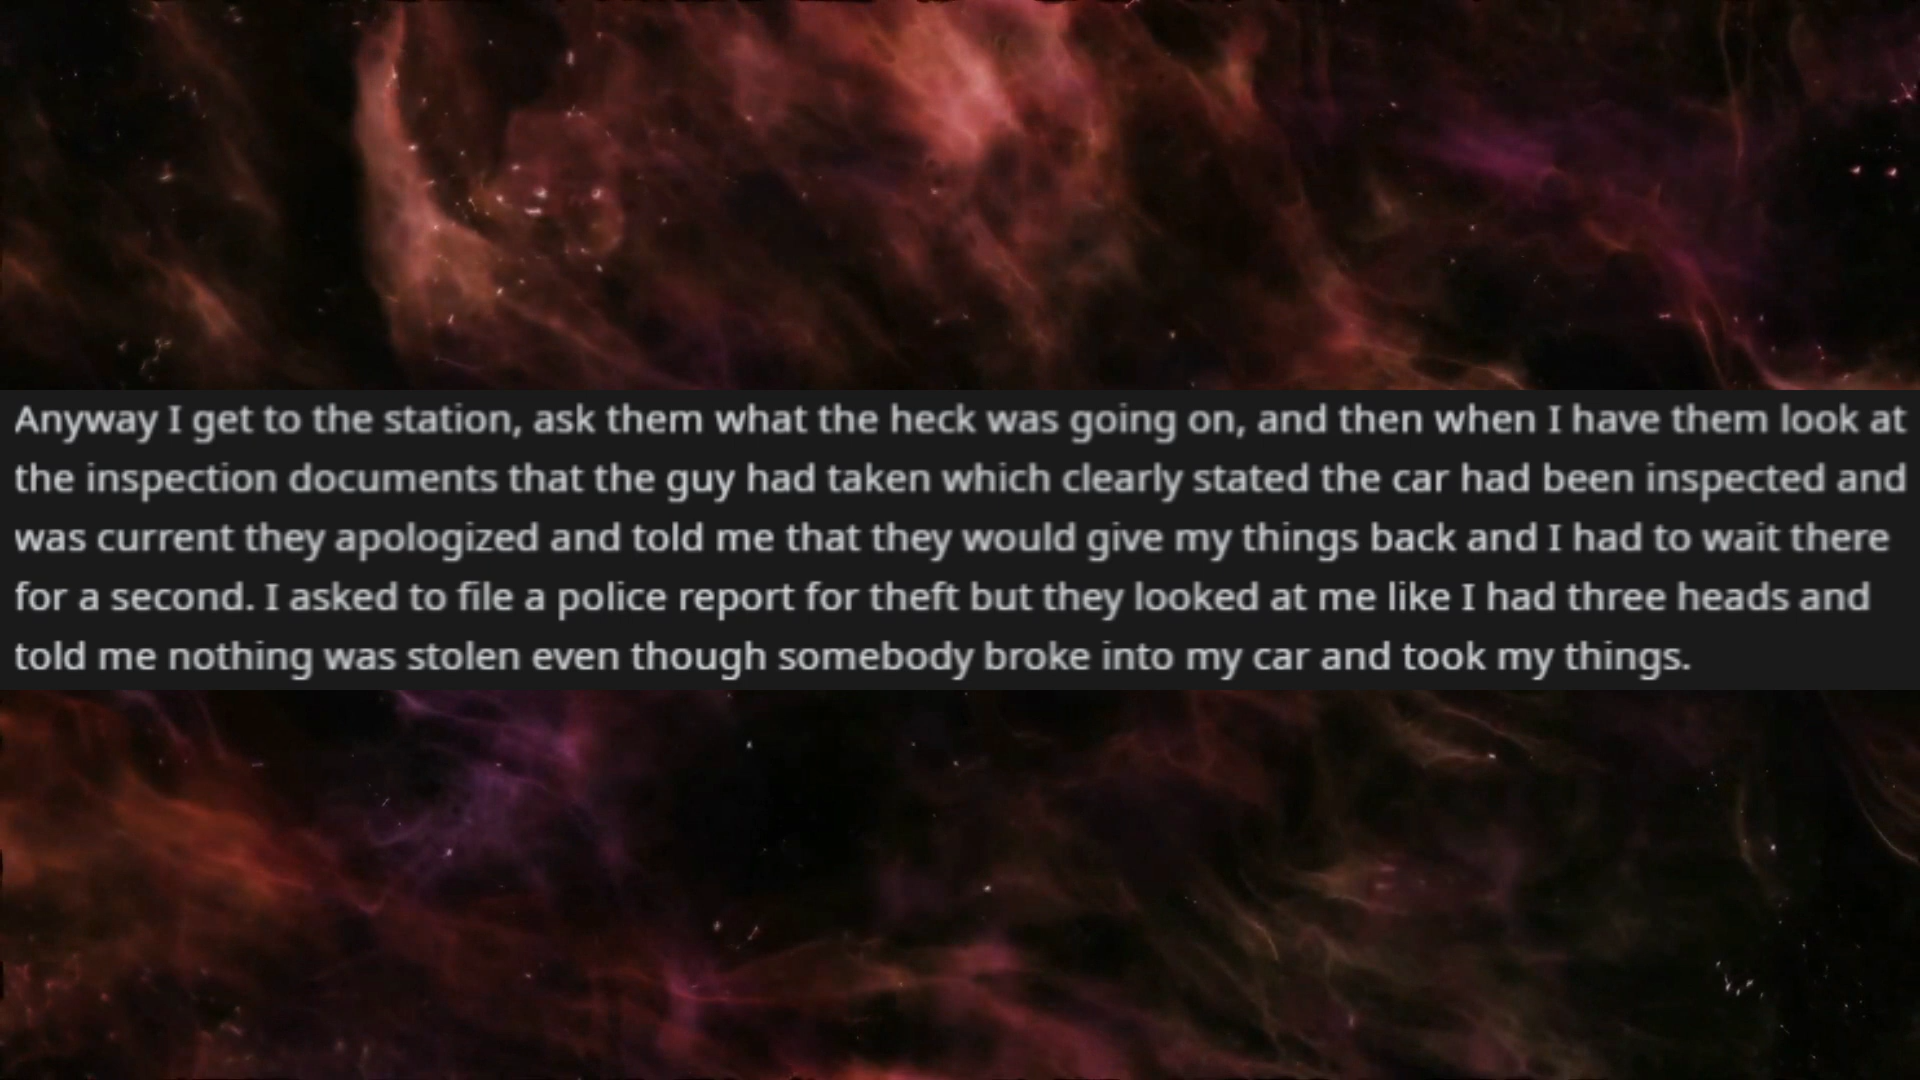 Anyway I get to the station, ask them what the heck was going on, and then when I have them look at
the inspection documents that the guy had taken which clearly stated the car had been inspected and
was current they apologized and told me that they would give my things back and I had to wait there
for a second. I asked to file a police report for theft but they looked at me like I had three heads and
told me nothing was stolen even though somebody broke into my car and took my things.